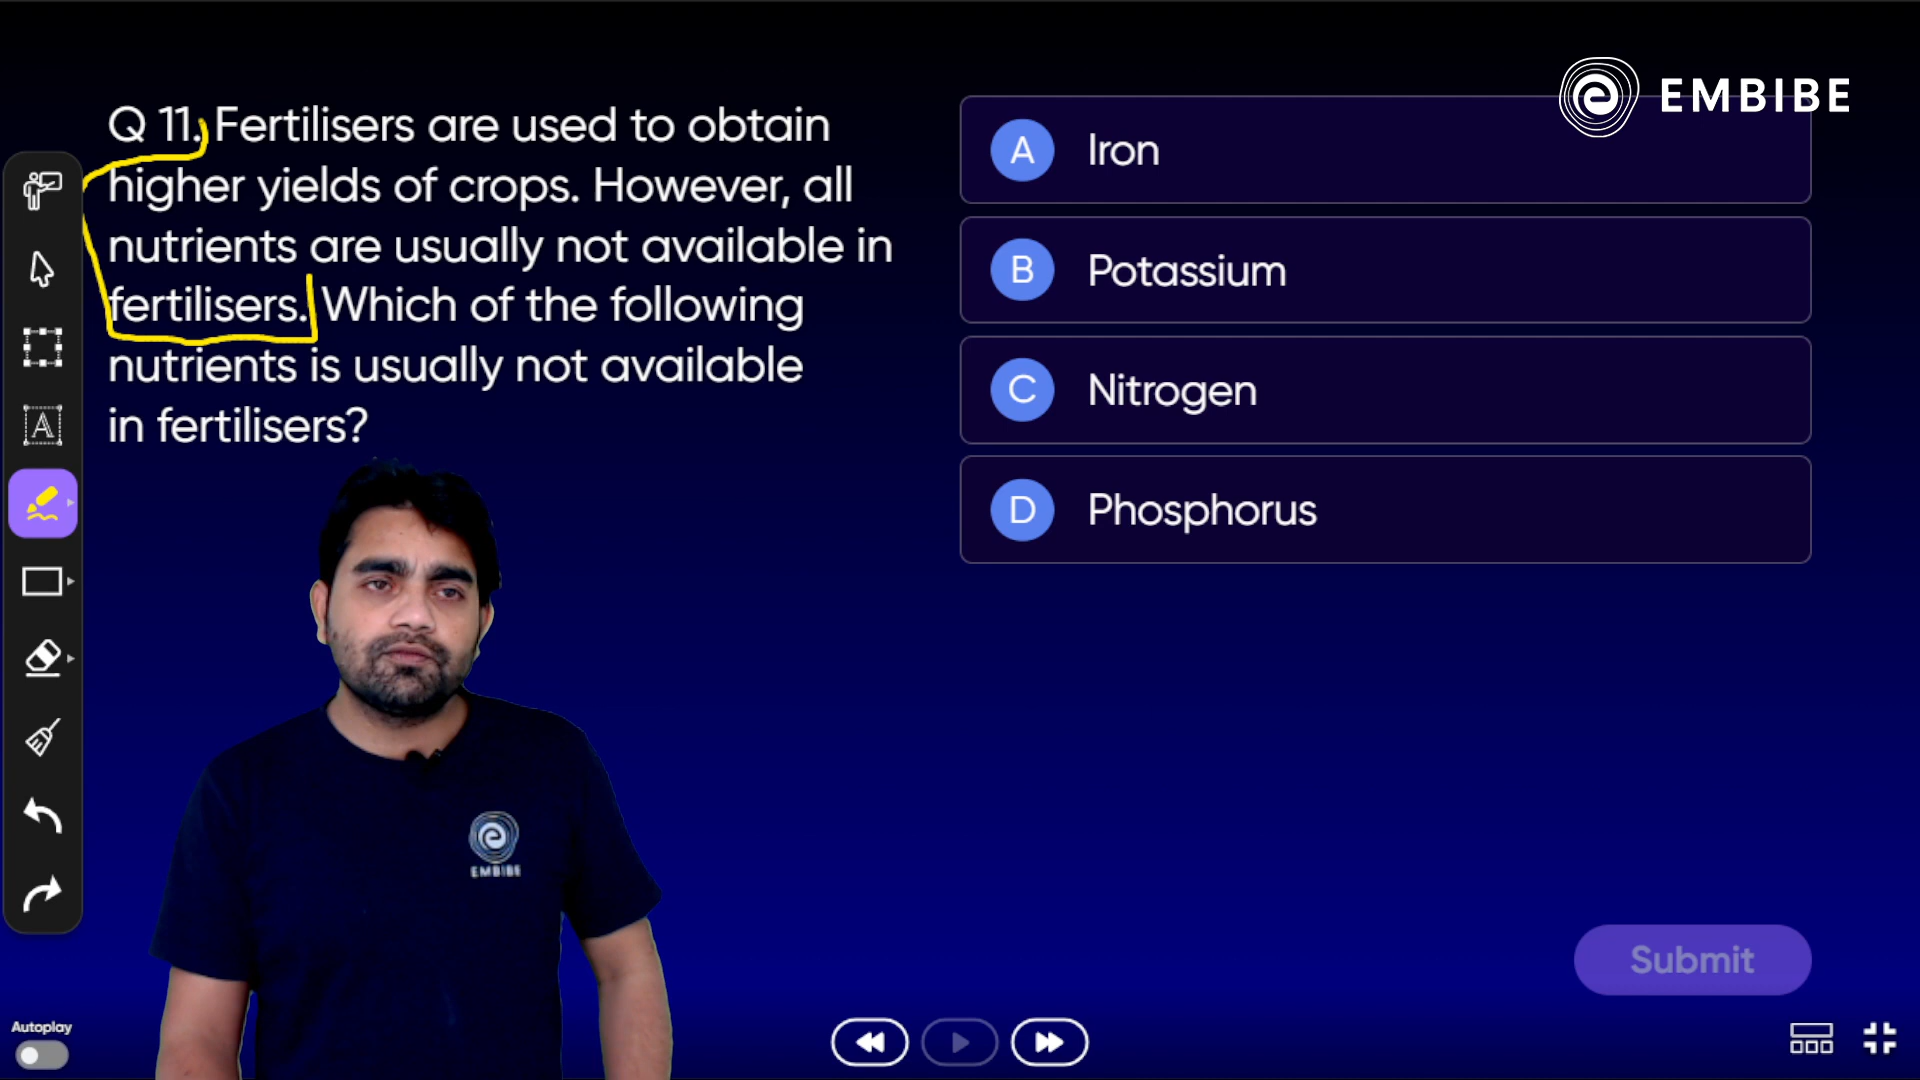 EMBIBE
Q 11. Fertilisers are used to obtain
higher yields of crops. However, all
nutrients are usually not available in
fertilisers. Which of the following
nutrients is usually not available
in fertilisers?
A Iron
B Potassium
C Nitrogen
D Phosphorus
A
EMBIBE
Submit
Autoplay